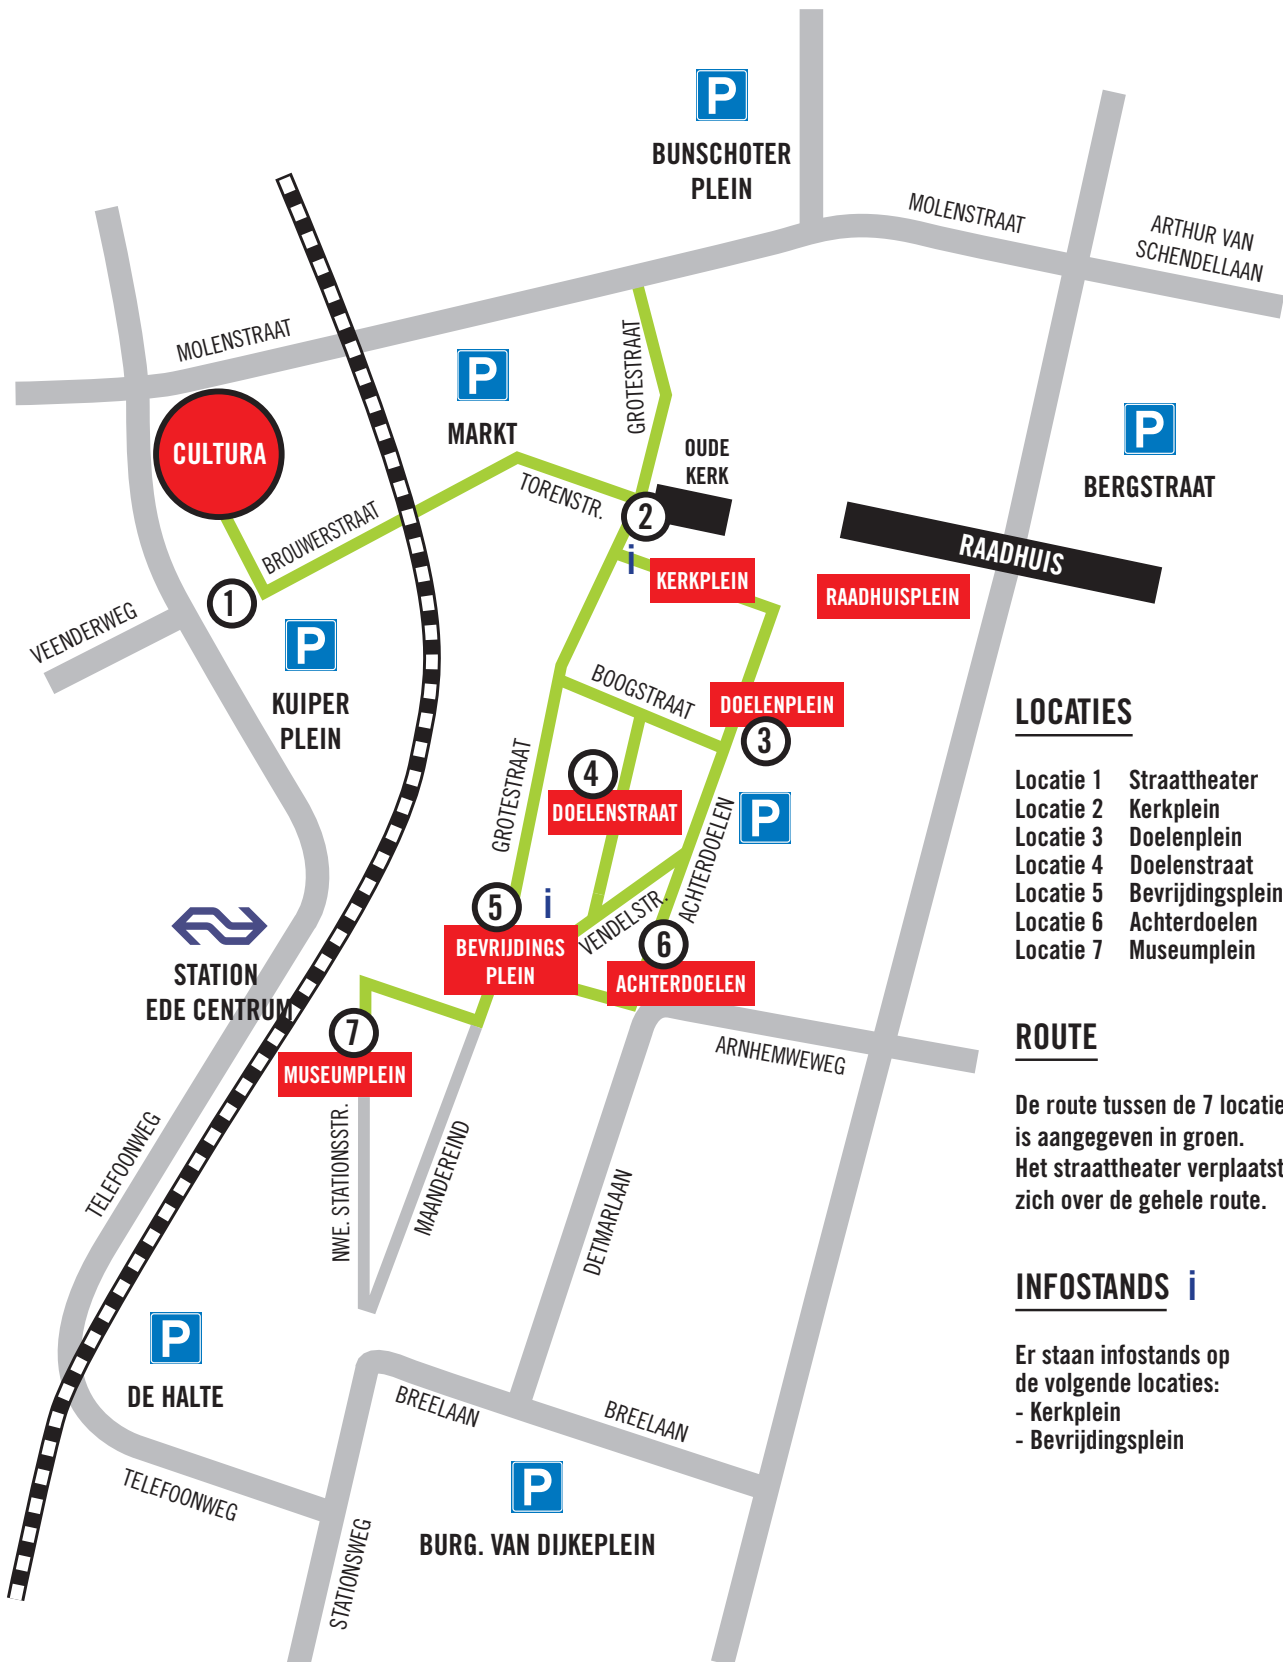 P
BUNSCHOTER
PLEIN
MOLENSTRAAT
ARTHUR VAN
SCHENDELLAAN
MOLENSTRAAT
P
MARKT
GROTESTRAAT
CULTURA
P
BERGSTRAAT
OUDE
KERK
TORENSTR.
BROUWERSTRAAT
2
RAADHUIS
i
KERKPLEIN
RAADHUISPLEIN
1
VEENDERWEG
P
KUIPER
PLEIN
BOOGSTRAAT
DOELENPLEIN
3
GROTESTRAAT
4
DOELENSTRAAT
P
ACHTERDOELEN
5
i
VENDELSTR.
BEVRIJDINGS
PLEIN
6
ACHTERDOELEN
STATION
EDE CENTRUM
7
MUSEUMPLEIN
ARNHEMWEWEG
TELEFOONWEG
NWE. STATIONSSTR.
MAANDEREIND
DETMARLAAN
P
DE HALTE
BREELAAN
BREELAAN
TELEFOONWEG
P
BURG. VAN DIJKEPLEIN
STATIONSWEG
LOCATIES
Locatie 1 Straattheater
Locatie 2 Kerkplein
Locatie 3 Doelenplein
Locatie 4 Doelenstraat
Locatie 5 Bevrijdingsplein
Locatie 6 Achterdoelen
Locatie 7 Museumplein
ROUTE
De route tussen de 7 locatie
is aangegeven in groen.
Het straattheater verplaatst
zich over de gehele route.
INFOSTANDS i
Er staan infostands op
de volgende locaties:
- Kerkplein
- Bevrijdingsplein